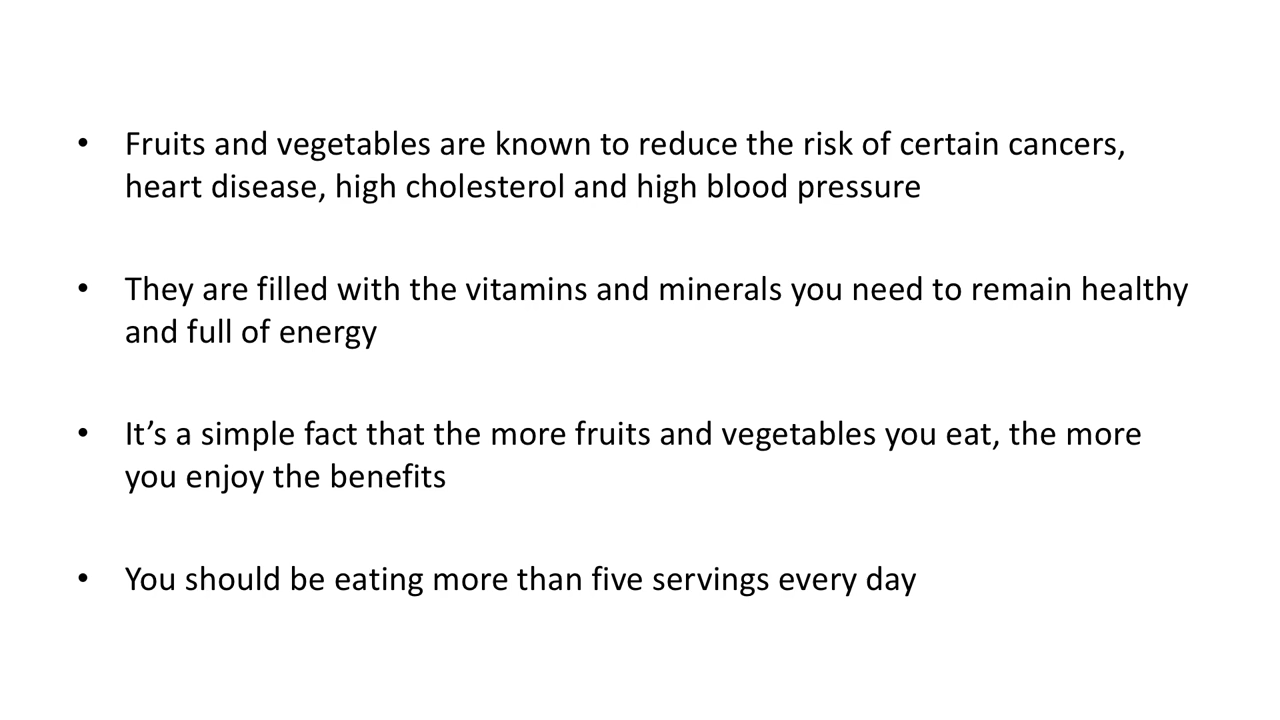 • Fruits and vegetables are known to reduce the risk of certain cancers,
heart disease, high cholesterol and high blood pressure
• They are filled with the vitamins and minerals you need to remain healthy
and full of energy
• It’s a simple fact that the more fruits and vegetables you eat, the more
you enjoy the benefits
• You should be eating more than five servings every day